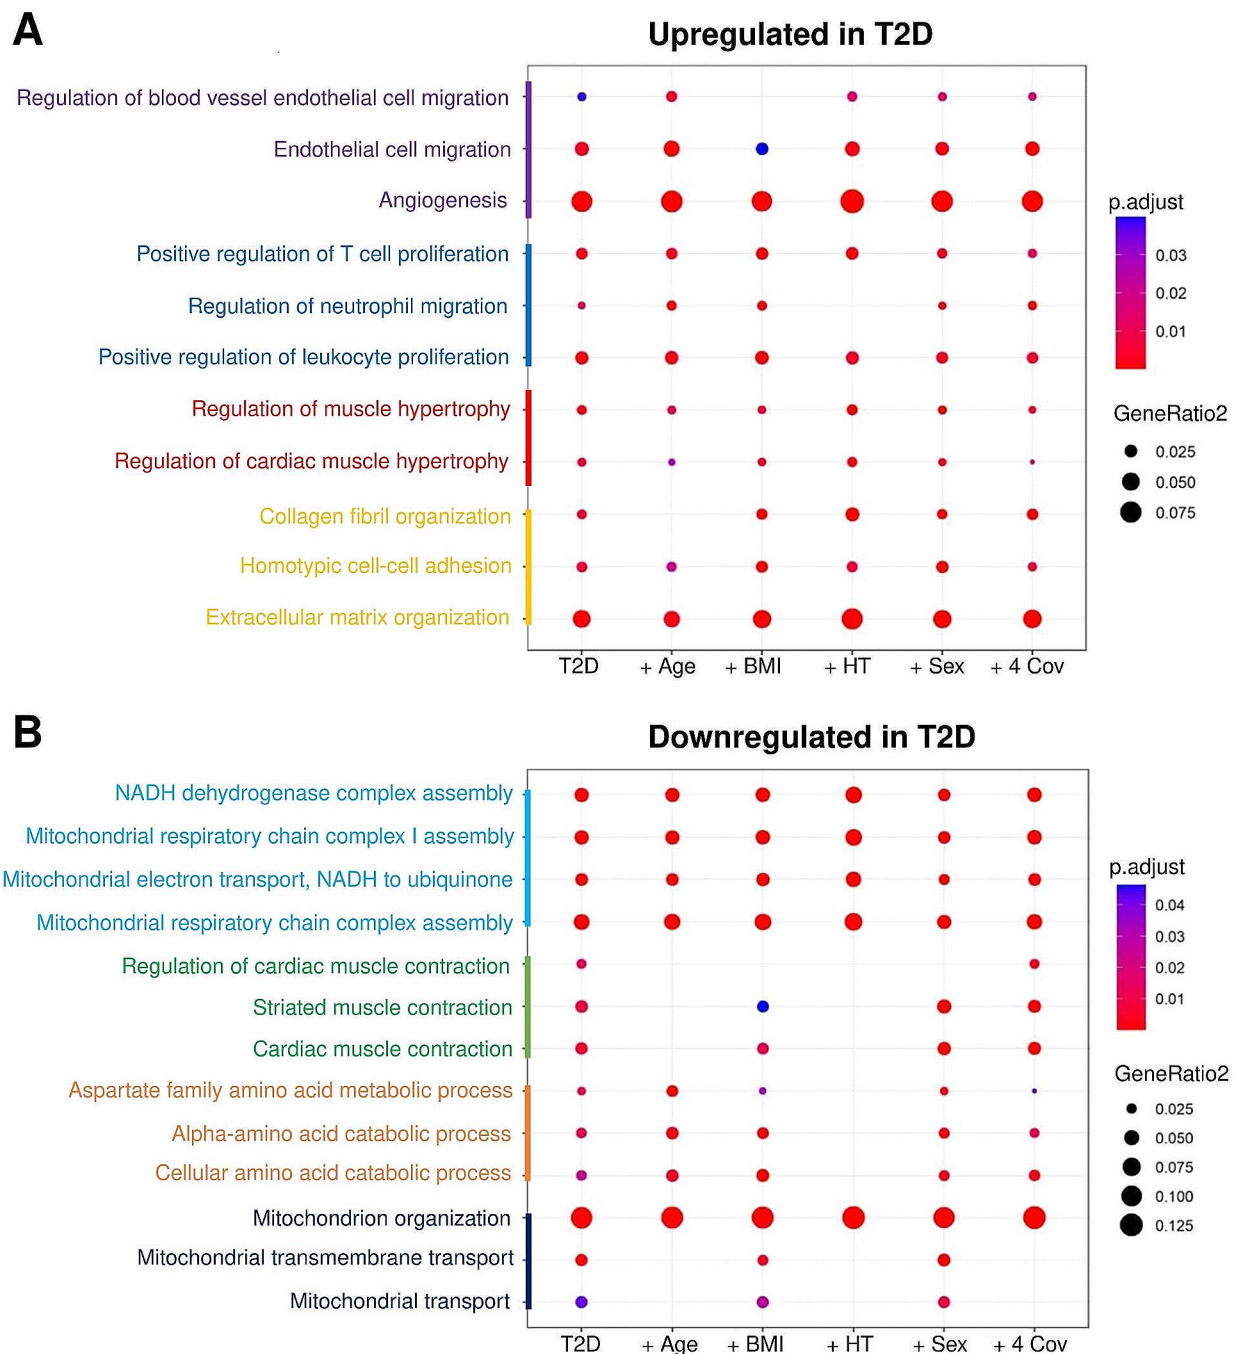 A
Upregulated in T2D
Regulation of blood vessel endothelial cell migration
Endothelial cell migration
Angiogenesis
Positive regulation of T cell proliferation
Regulation of neutrophil migration
Positive regulation of leukocyte proliferation
Regulation of muscle hypertrophy
Regulation of cardiac muscle hypertrophy
Collagen fibril organization
Homotypic cell-cell adhesion
Extracellular matrix organization
T2D + Age + BMI + HT + Sex + 4 Cov
p.adjust
0.03
0.02
0.01
GeneRatio2
0.025
0.050
0.075
B
Downregulated in T2D
NADH dehydrogenase complex assembly
Mitochondrial respiratory chain complex I assembly
Mitochondrial electron transport, NADH to ubiquinone
Mitochondrial respiratory chain complex assembly
Regulation of cardiac muscle contraction
Striated muscle contraction
Cardiac muscle contraction
Aspartate family amino acid metabolic process
Alpha-amino acid catabolic process
Cellular amino acid catabolic process
Mitochondrion organization
Mitochondrial transmembrane transport
Mitochondrial transport
T2D + Age + BMI + HT + Sex + 4 Cov
p.adjust
0.04
0.03
0.02
0.01
GeneRatio2
0.025
0.050
0.075
0.100
0.125